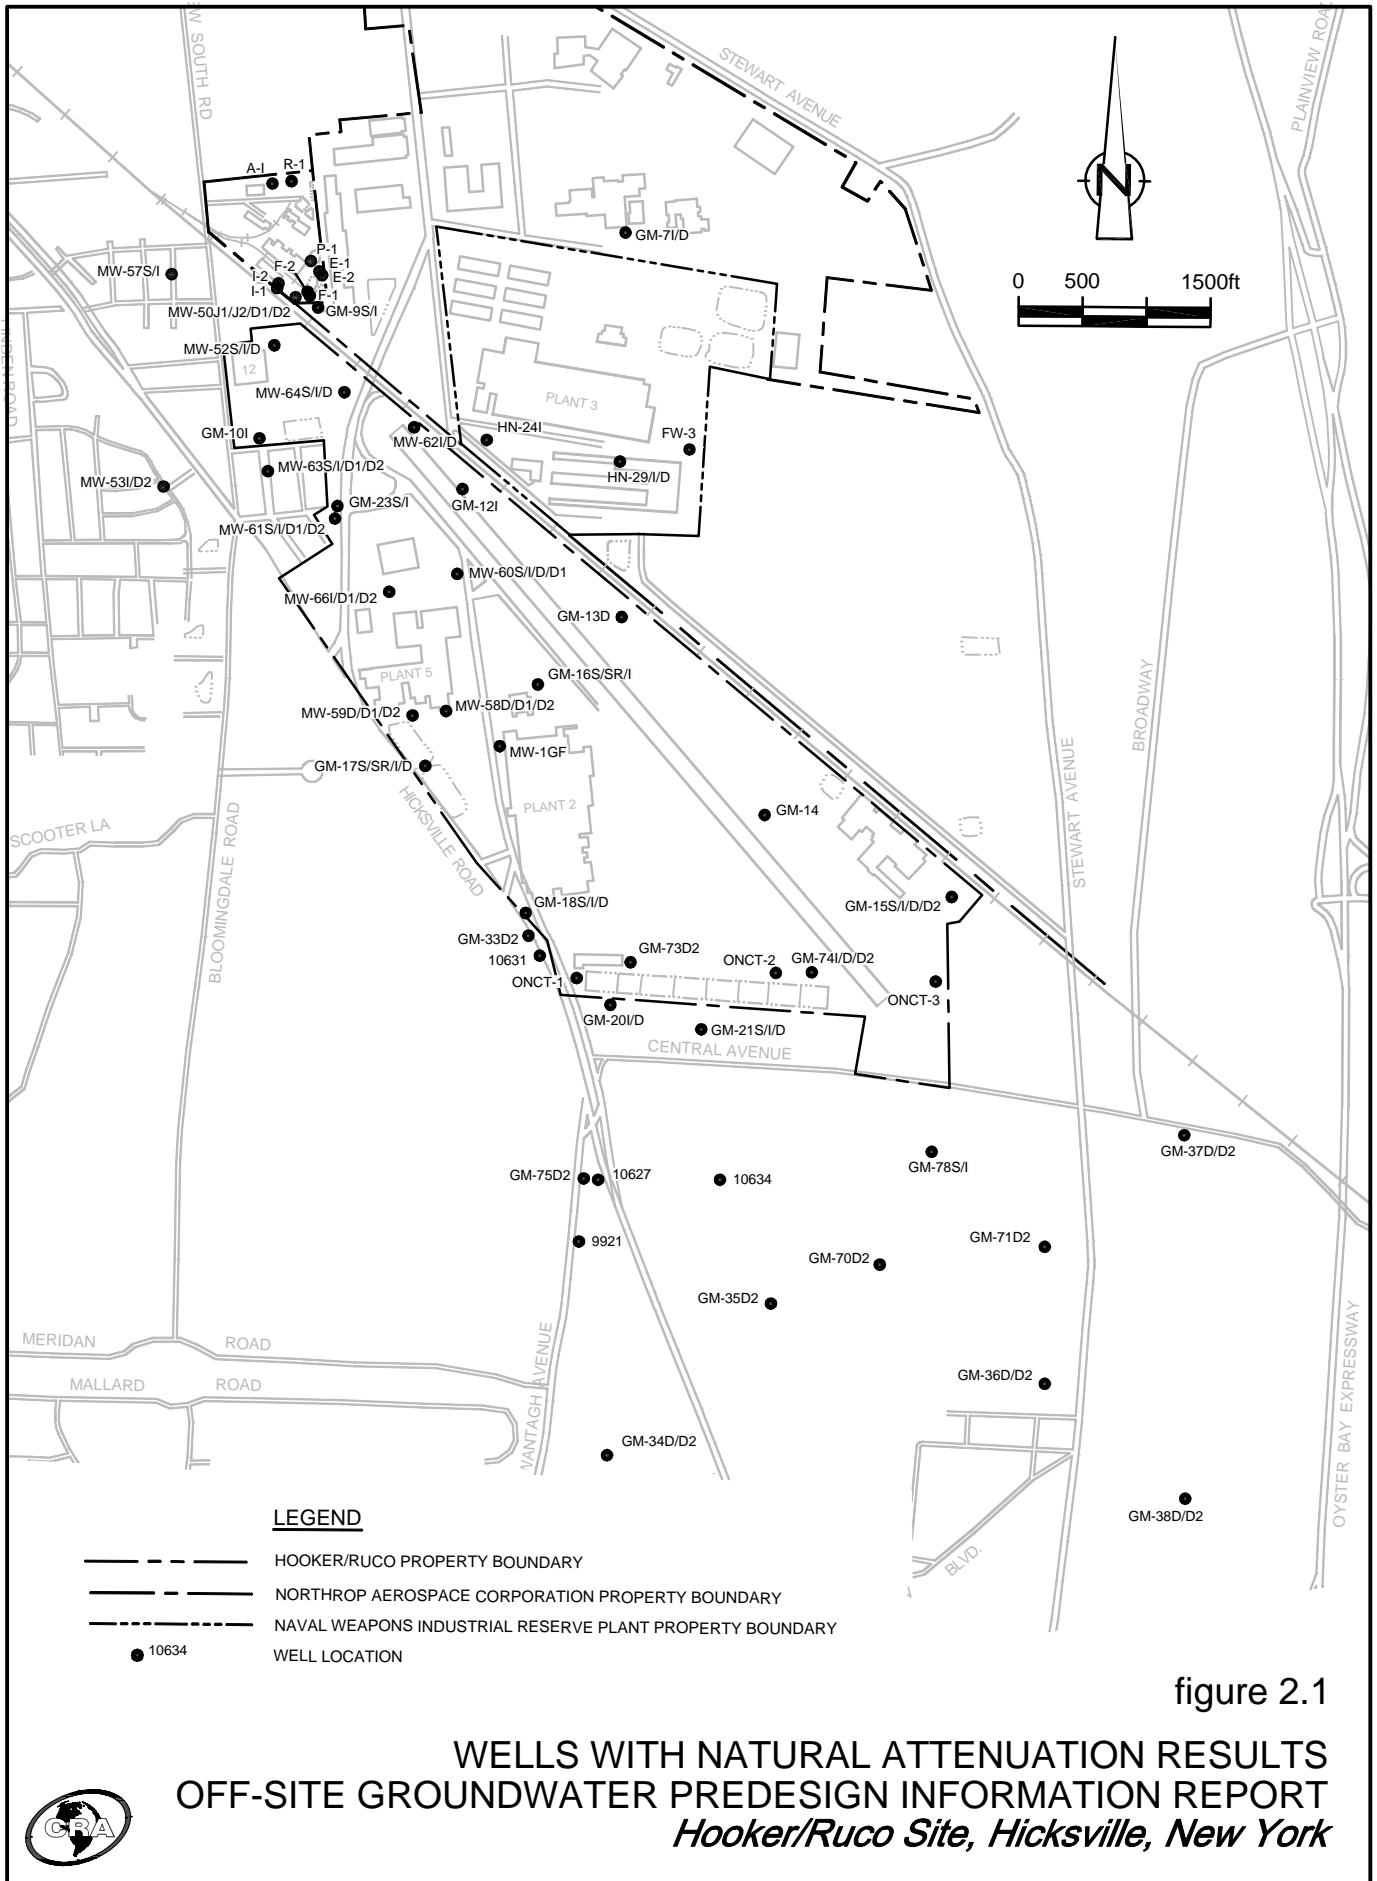 EW SOUTH RD
STEWART AVENUE
PLAINVIEW ROAD
A-I
R-1
GM-7I/D
MW-57S/I
P-1
F-2
E-1
E-2
I-2
I-1
F-1
MW-50J1/J2/D1/D2
GM-9S/I
0 500 1500ft
N
MW-52S/I/D
12
MW-64S/I/D
PLANT 3
GM-10I
MW-62I/D
HN-24I
FW-3
HN-29/I/D
MW-63S/I/D1/D2
MW-53I/D2
GM-12I
GM-23S/I
MW-61S/I/D1/D2
MW-60S/I/D/D1
MW-66I/D1/D2
GM-13D
PLANT 5
GM-16S/SR/I
MW-59D/D1/D2
MW-58D/D1/D2
MW-1GF
GM-17S/SR/I/D
PLANT 2
GM-14
HICKSVILLE ROAD
SCOOTER LA
BLOOMINGDALE ROAD
BROADWAY
STEWART AVENUE
GM-15S/I/D/D2
GM-18S/I/D
GM-33D2
10631
GM-73D2
ONCT-1
ONCT-2
GM-74I/D/D2
ONCT-3
GM-20I/D
GM-21S/I/D
CENTRAL AVENUE
GM-37D/D2
GM-78S/I
GM-75D2
10627
10634
9921
GM-71D2
GM-70D2
GM-35D2
MERIDAN ROAD
MALLARD ROAD
GM-36D/D2
OYSTER BAY EXPRESSWAY
GM-34D/D2
GM-38D/D2
BLVD.
LEGEND
HOOKER/RUCO PROPERTY BOUNDARY
NORTHROP AEROSPACE CORPORATION PROPERTY BOUNDARY
NAVAL WEAPONS INDUSTRIAL RESERVE PLANT PROPERTY BOUNDARY
10634 WELL LOCATION
figure 2.1
WELLS WITH NATURAL ATTENUATION RESULTS
OFF-SITE GROUNDWATER PREDESIGN INFORMATION REPORT
Hooker/Ruco Site, Hicksville, New York
CRA